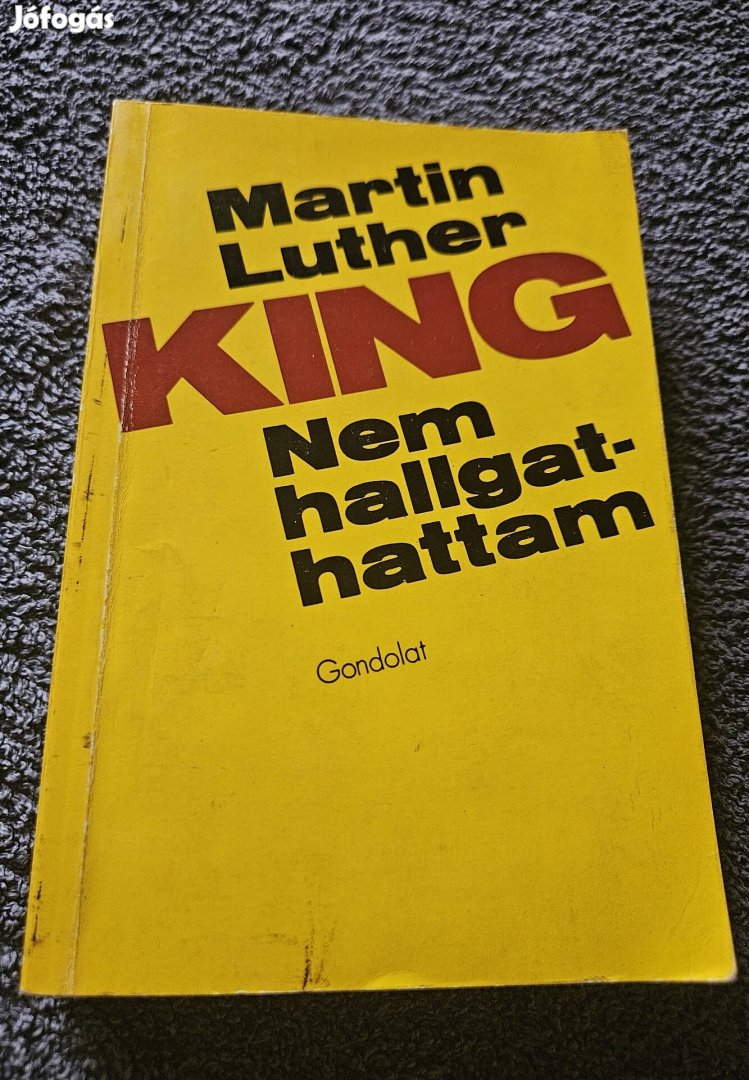 Jófogás
Martin
Luther
KING
Nem
hallgat-
hattam
Gondolat